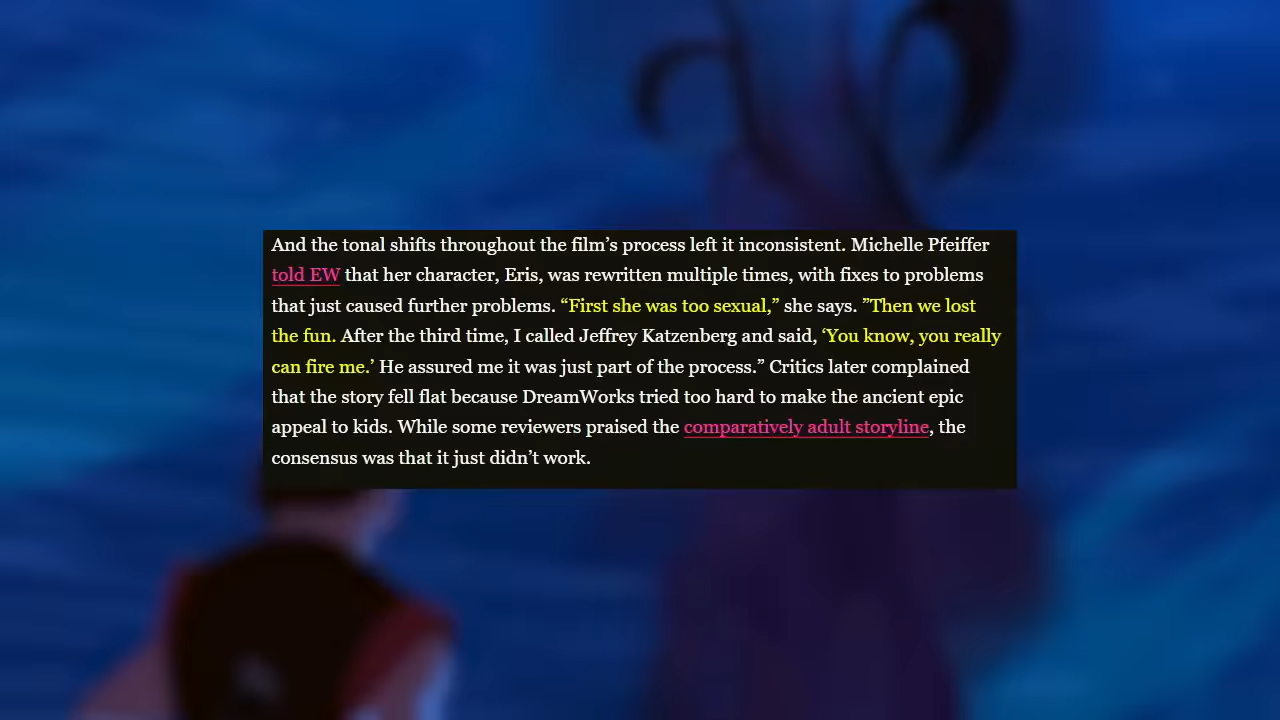 And the tonal shifts throughout the film’s process left it inconsistent. Michelle Pfeiffer
told EW that her character, Eris, was rewritten multiple times, with fixes to problems
that just caused further problems. “First she was too sexual,” she says. ”Then we lost
the fun. After the third time, I called Jeffrey Katzenberg and said, ‘You know, you really
can fire me.’ He assured me it was just part of the process.” Critics later complained
that the story fell flat because DreamWorks tried too hard to make the ancient epic
appeal to kids. While some reviewers praised the comparatively adult storyline, the
consensus was that it just didn’t work.